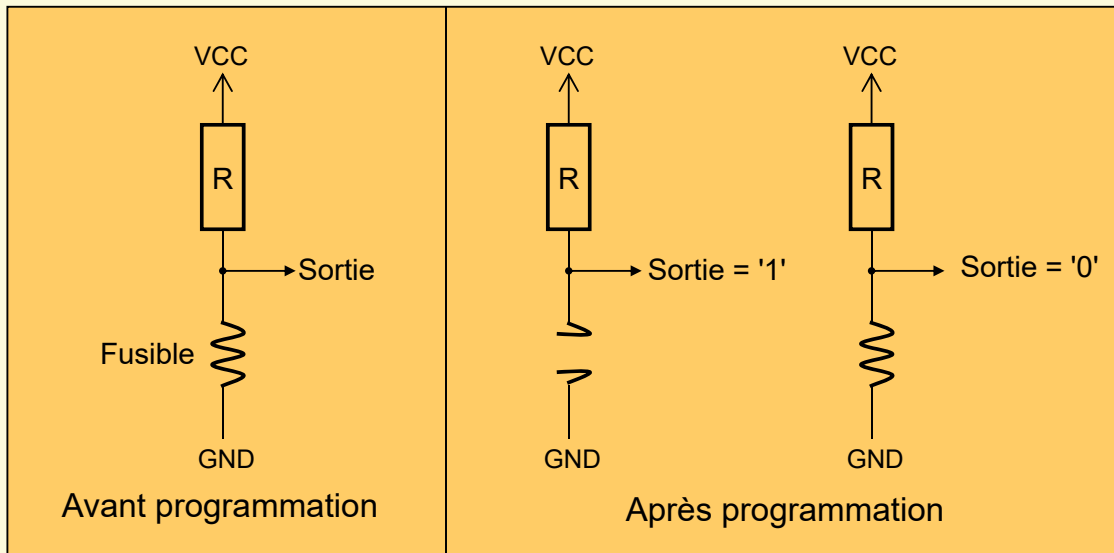 VCC
R
Sortie
Fusible
GND
Avant programmation
VCC
R
Sortie = '1'
GND
VCC
R
Sortie = '0'
GND
Après programmation